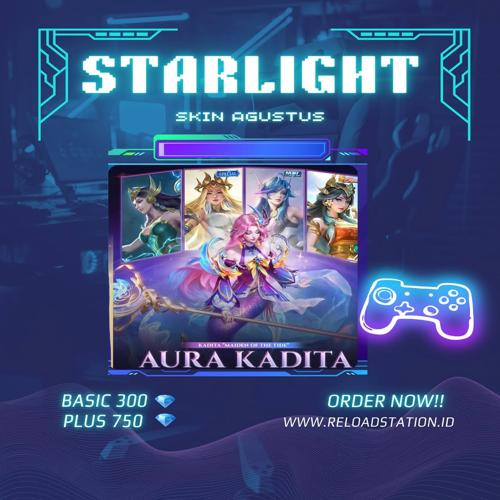 STARLIGHT
SKIN AGUSTUS
SPECIAL
KADITA "MAIDEN OF THE TIDE"
AURA KADITA
BASIC 300
PLUS 750
ORDER NOW!!
WWW.RELOADSTATION.ID